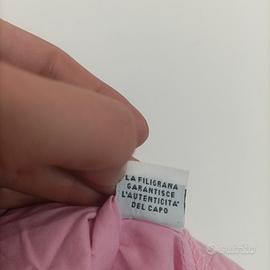 LA FILIGRANA
GARANTISCE
L'AUTENTICITA'
DEL CAPO